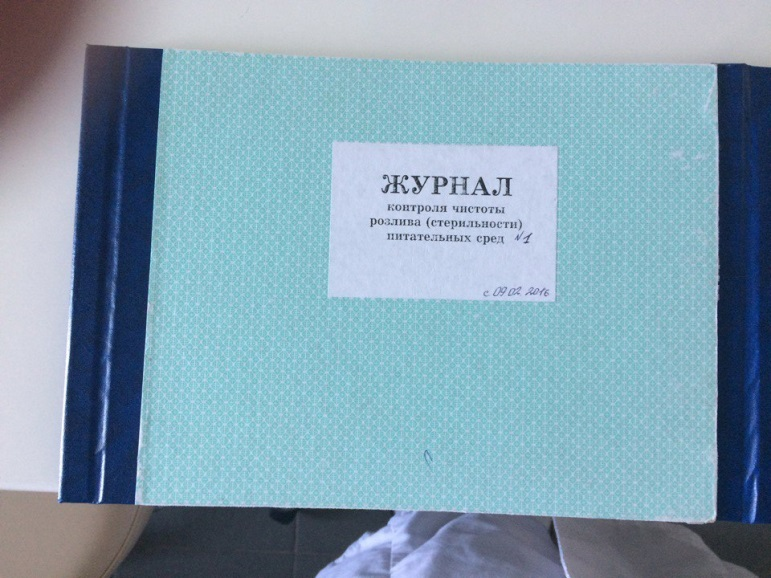 ЖУРНАЛ
контроля чистоты
розлива (стерильности)
питательных сред №1
с 09.02 2016